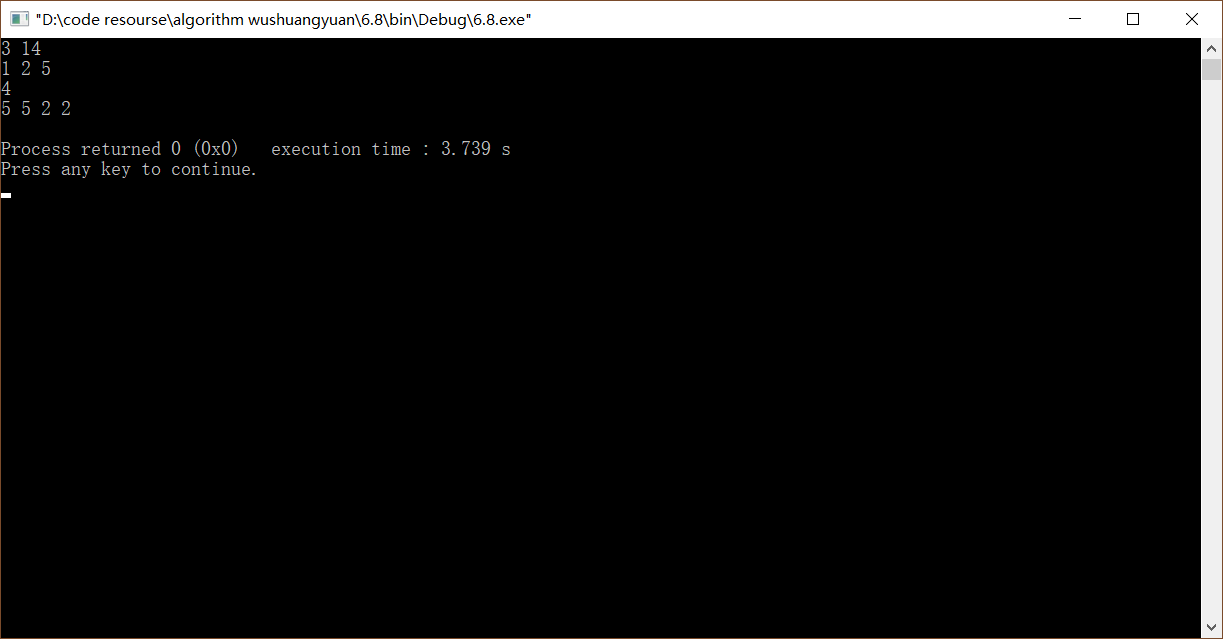 "D:\code resourse\algorithm wushuangyuan\6.8\bin\Debug\6.8.exe"
3 14
1 2 5
4
5 5 2 2
Process returned 0 (0x0)   execution time : 3.739 s
Press any key to continue.